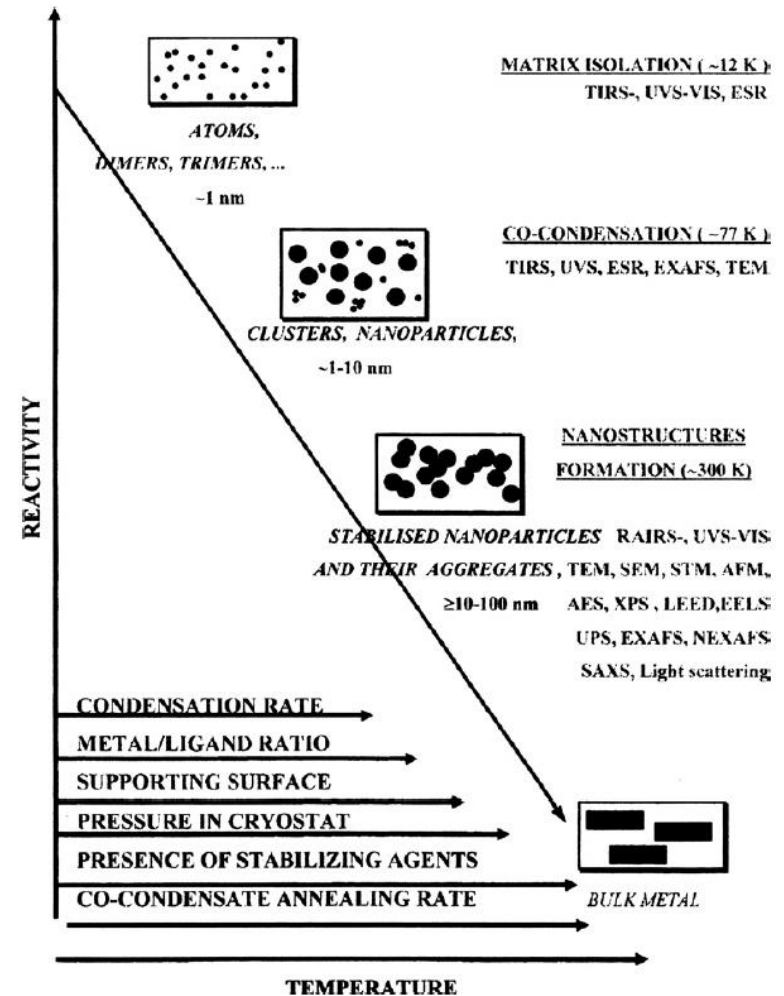 MATRIX ISOLATION ( ~12 K)
TIRS-, UVS-VIS, ESR
ATOMS,
DIMERS, TRIMERS, ...
~1 nm
CO-CONDENSATION ( ~77 K )
TIRS, UVS, ESR, EXAFS, TEM
CLUSTERS, NANOPARTICLES,
~1-10 nm
REACTIVITY
NANOSTRUCTURES
FORMATION (~300 K)
STABILISED NANOPARTICLES RAIRS-, UVS-VIS
AND THEIR AGGREGATES , TEM, SEM, STM, AFM,
≥10-100 nm AES, XPS , LEED,EELS
UPS, EXAFS, NEXAFS
SAXS, Light scattering
CONDENSATION RATE
METAL/LIGAND RATIO
SUPPORTING SURFACE
PRESSURE IN CRYOSTAT
PRESENCE OF STABILIZING AGENTS
CO-CONDENSATE ANNEALING RATE
BULK METAL
TEMPERATURE